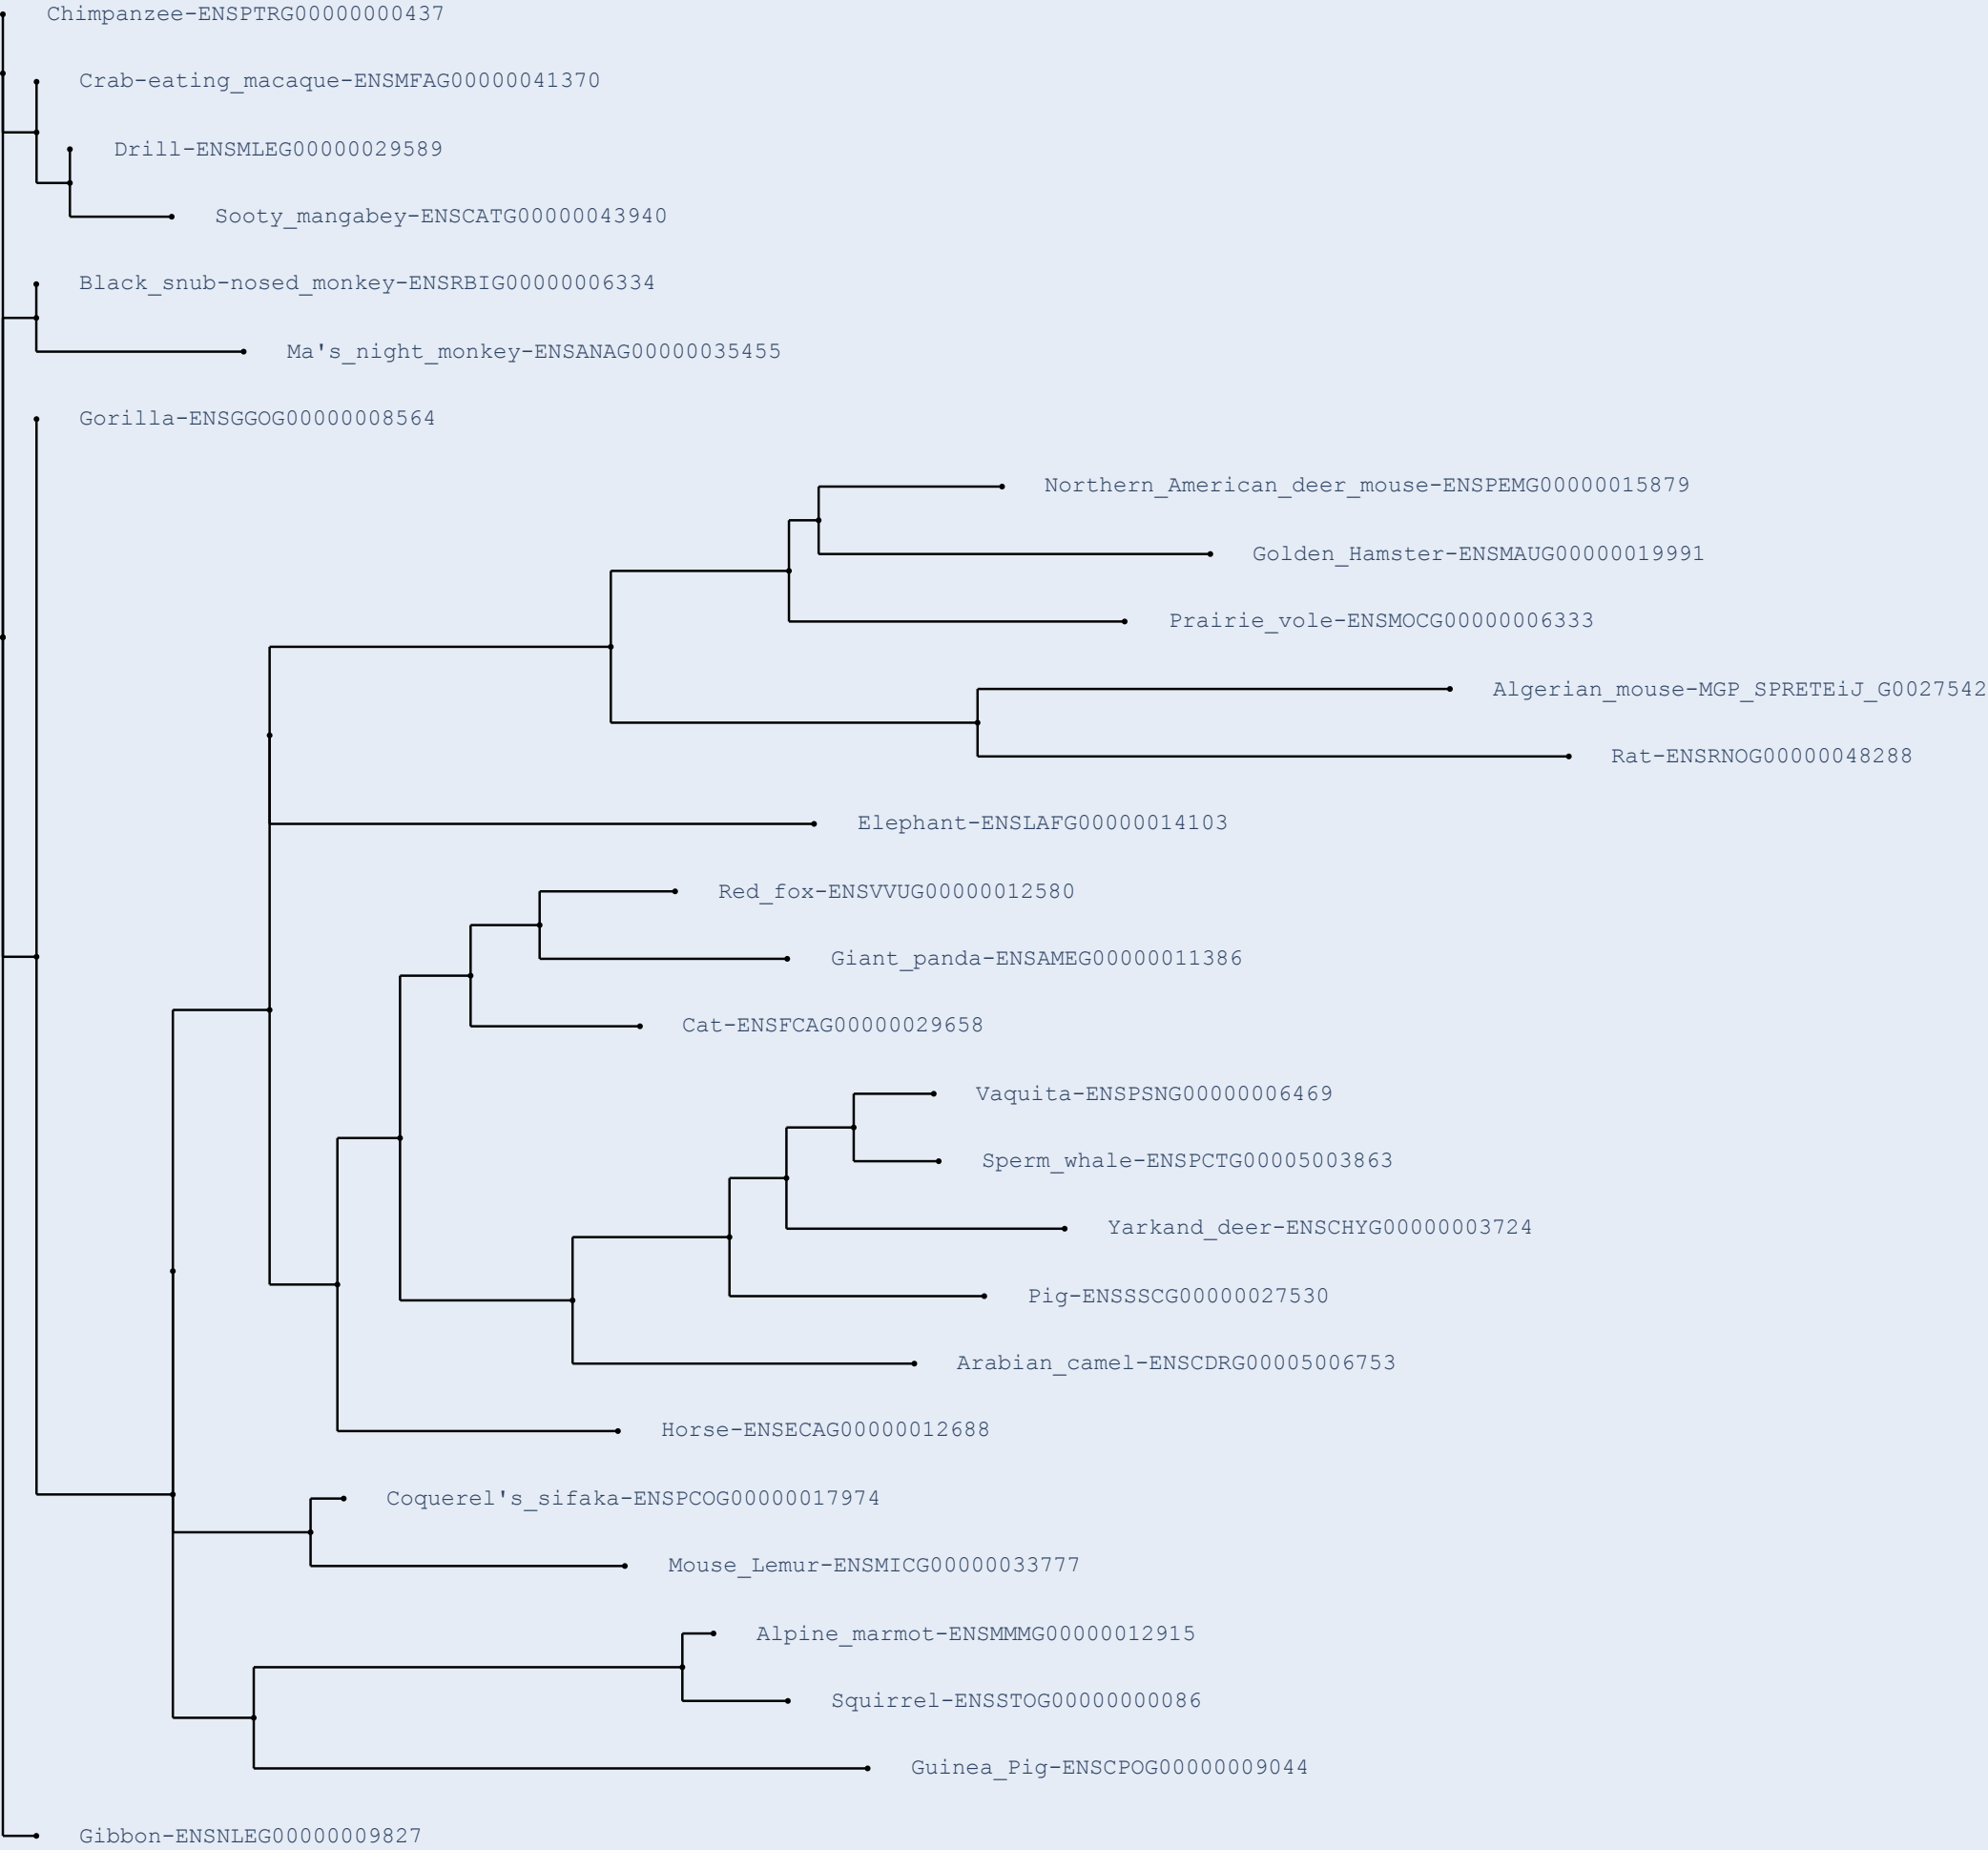 Chimpanzee-ENSPTRG00000000437
Crab-eating_macaque-ENSMFAG00000041370
Drill-ENSMLEG00000029589
Sooty_mangabey-ENSCATG00000043940
Black_snub-nosed_monkey-ENSRBIG00000006334
Ma's_night_monkey-ENSANAG00000035455
Gorilla-ENSGGOG00000008564
Northern_American_deer_mouse-ENSPEMG00000015879
Golden_Hamster-ENSMAUG00000019991
Prairie_vole-ENSMOCG00000006333
Algerian_mouse-MGP_SPRETEiJ_G0027542
Rat-ENSRNOG00000048288
Elephant-ENSLAFG00000014103
Red_fox-ENSVVUG00000012580
Giant_panda-ENSAMEG00000011386
Cat-ENSFCAG00000029658
Vaquita-ENSPSNG00000006469
Sperm_whale-ENSPCTG00005003863
Yarkand_deer-ENSCHYG00000003724
Pig-ENSSSCG00000027530
Arabian_camel-ENSCDRG00005006753
Horse-ENSECAG00000012688
Coquerel's_sifaka-ENSPCOG00000017974
Mouse_Lemur-ENSMICG00000033777
Alpine_marmot-ENSMMMG00000012915
Squirrel-ENSSTOG00000000086
Guinea_Pig-ENSCPOG00000009044
Gibbon-ENSNLEG00000009827